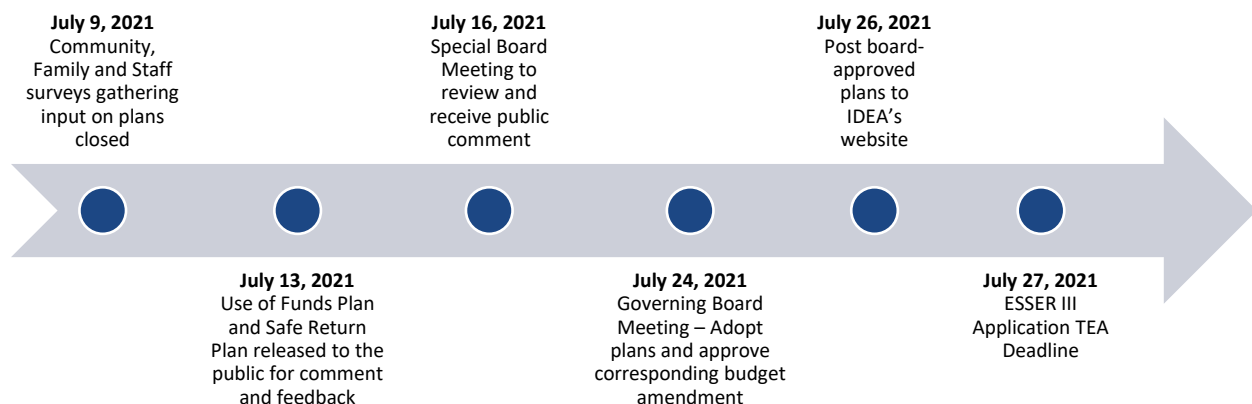 July 9, 2021
Community,
Family and Staff
surveys gathering
input on plans
closed
July 13, 2021
Use of Funds Plan
and Safe Return
Plan released to the
public for comment
and feedback
July 16, 2021
Special Board
Meeting to
review and
receive public
comment
July 24, 2021
Governing Board
Meeting – Adopt
plans and approve
corresponding budget
amendment
July 26, 2021
Post board-
approved
plans to
IDEA’s
website
July 27, 2021
ESSER III
Application TEA
Deadline